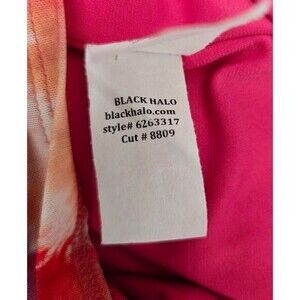 BLACK HALO
blackhalo.com
style# 6263317
Cut # 8809